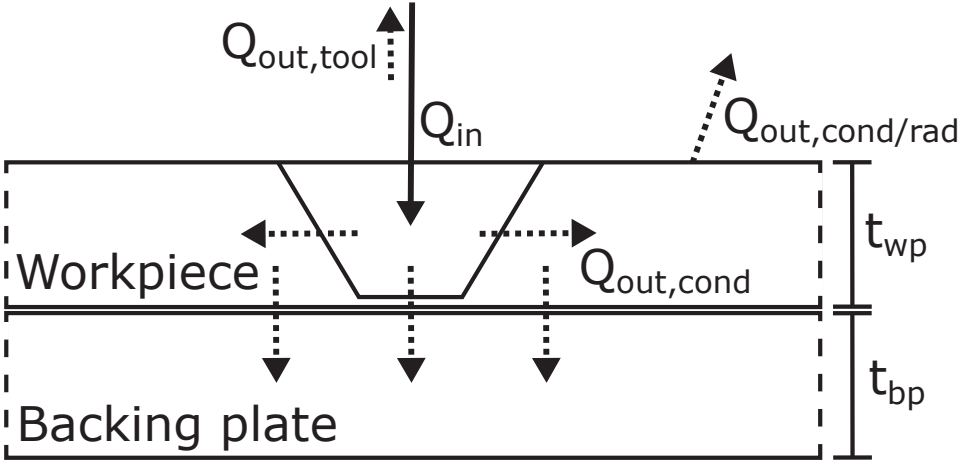 Q_out,tool
Q_in
Q_out,cond/rad
t_wp
Workpiece
Q_out,cond
t_bp
Backing plate